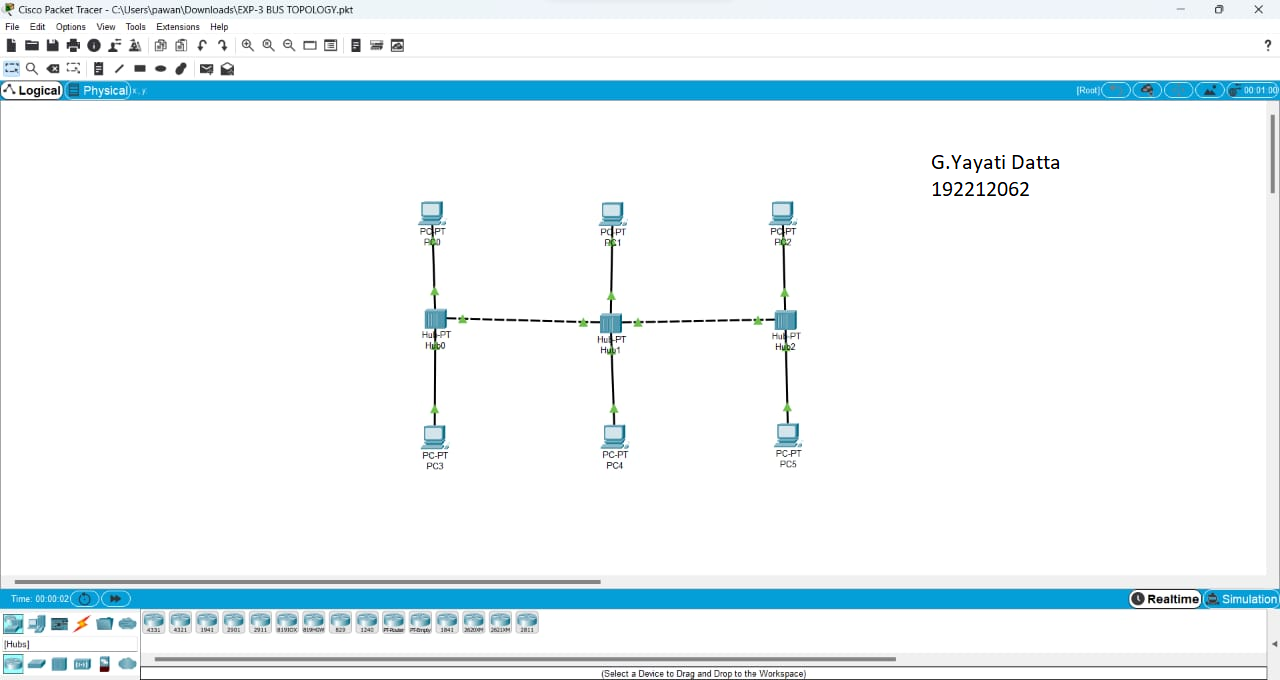 Cisco Packet Tracer - C:\Users\pawan\Downloads\EXP-3 BUS TOPOLOGY.pkt
File Edit Options View Tools Extensions Help
?
Logical Physical x, y [Root] 00:01:00
G.Yayati Datta
192212062
PC-PT PC-PT PC-PT
PC0 PC1 PC2
Hub-PT Hub-PT Hub-PT
Hub0 Hub1 Hub2
PC-PT PC-PT PC-PT
PC3 PC4 PC5
Time: 00:00:02 Realtime Simulation
4331 4321 1941 2901 2911 819IOX 819HGW 829 1240 PT-Router PT-Empty 1841 2620XM 2621XM 2811
[Hubs]
(Select a Device to Drag and Drop to the Workspace)